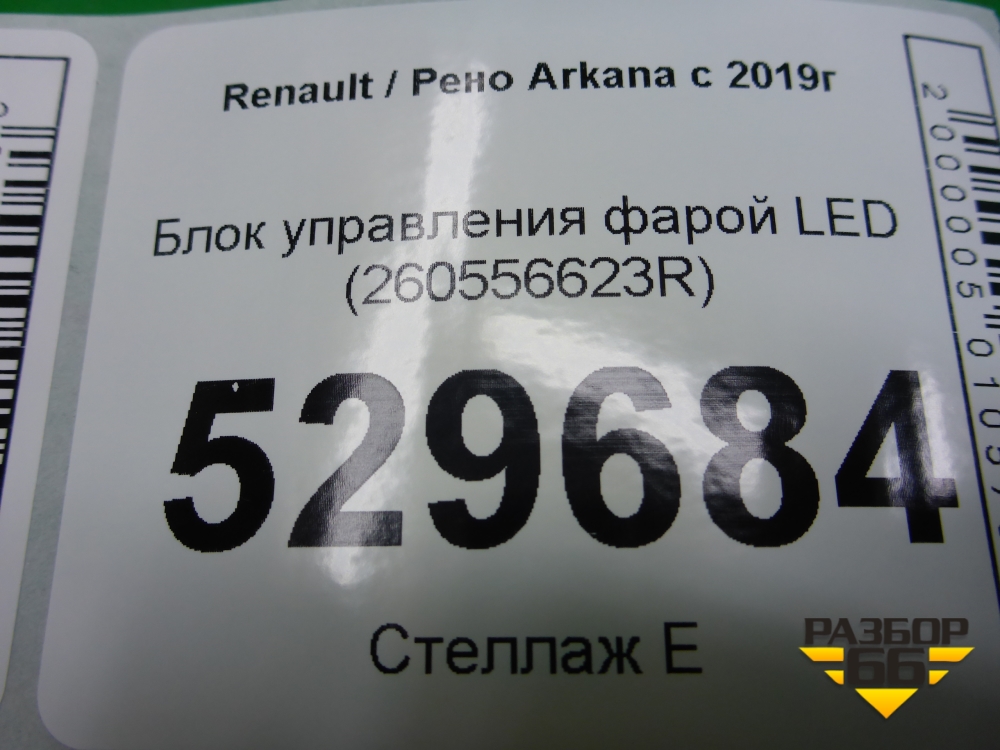 Renault / Рено Arkana с 2019г
Блок управления фарой LED
(260556623R)
529684
Стеллаж Е
РАЗБОР
66